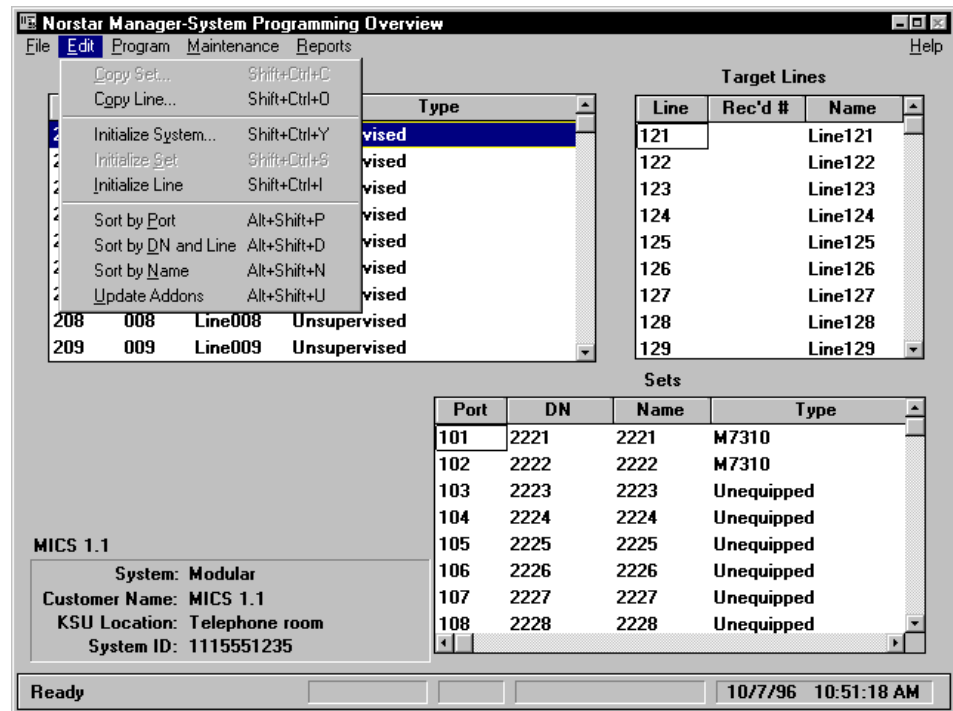 Norstar Manager-System Programming Overview
File Edit Program Maintenance Reports Help
Copy Set... Shift+Ctrl+C
Copy Line... Shift+Ctrl+O
Initialize System... Shift+Ctrl+Y
Initialize Set Shift+Ctrl+S
Initialize Line Shift+Ctrl+I
Sort by Port Alt+Shift+P
Sort by DN and Line Alt+Shift+D
Sort by Name Alt+Shift+N
Update Addons Alt+Shift+U
Type
vised
vised
vised
vised
vised
vised
vised
208 008 Line008 Unsupervised
209 009 Line009 Unsupervised
Target Lines
Line Rec'd # Name
121 Line121
122 Line122
123 Line123
124 Line124
125 Line125
126 Line126
127 Line127
128 Line128
129 Line129
Sets
Port DN Name Type
101 2221 2221 M7310
102 2222 2222 M7310
103 2223 2223 Unequipped
104 2224 2224 Unequipped
105 2225 2225 Unequipped
106 2226 2226 Unequipped
107 2227 2227 Unequipped
108 2228 2228 Unequipped
MICS 1.1
System: Modular
Customer Name: MICS 1.1
KSU Location: Telephone room
System ID: 1115551235
Ready 10/7/96 10:51:18 AM